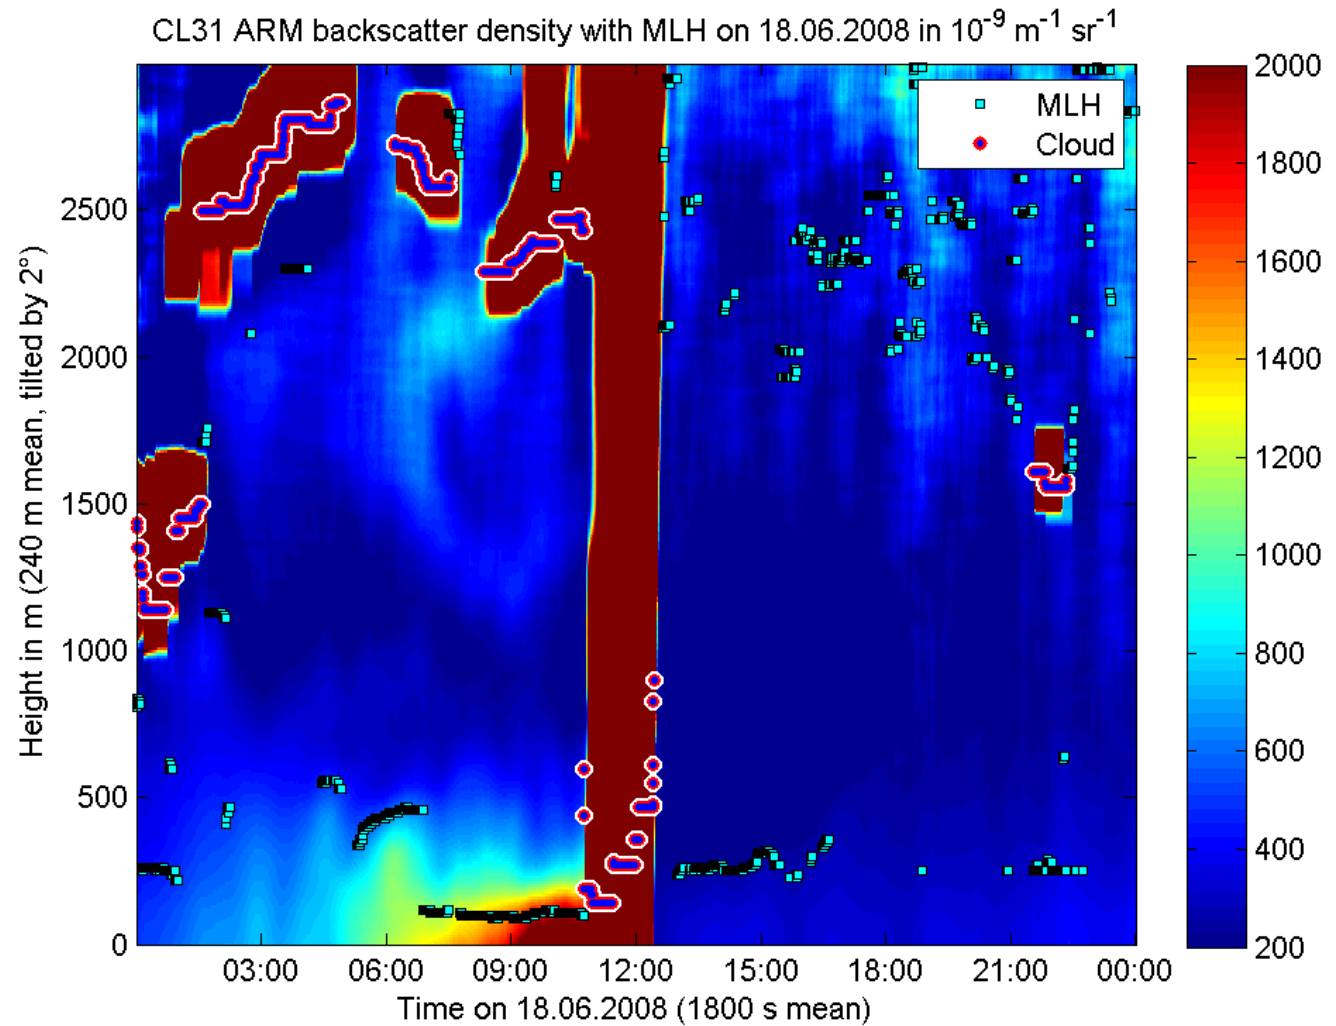 CL31 ARM backscatter density with MLH on 18.06.2008 in 10⁻⁹ m⁻¹ sr⁻¹
MLH
Cloud
Height in m (240 m mean, tilted by 2°)
2500
2000
1500
1000
500
0
03:00 06:00 09:00 12:00 15:00 18:00 21:00 00:00
Time on 18.06.2008 (1800 s mean)
2000
1800
1600
1400
1200
1000
800
600
400
200